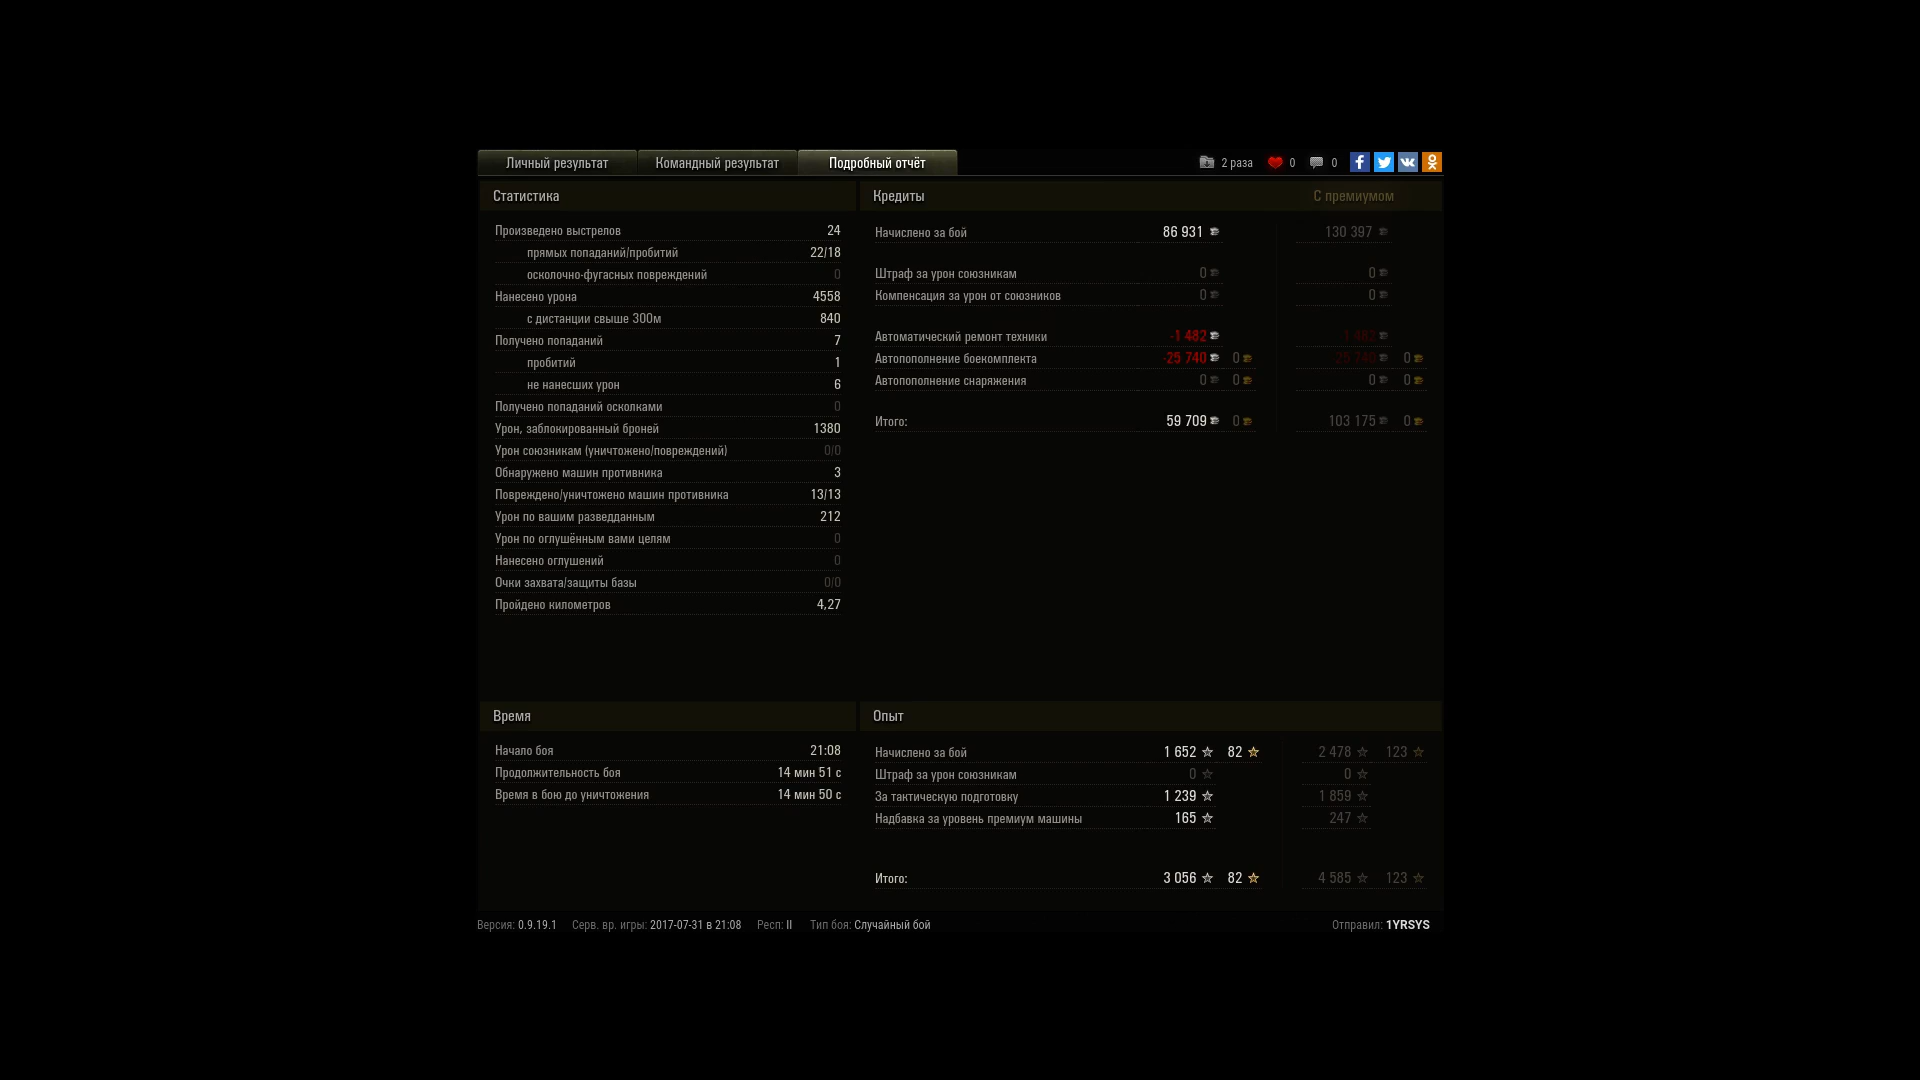 Личный результат Командный результат Подробный отчёт 2 раза 0 0
Статистика
Произведено выстрелов 24
прямых попаданий/пробитий 22/18
осколочно-фугасных повреждений 0
Нанесено урона 4558
с дистанции свыше 300м 840
Получено попаданий 7
пробитий 1
не нанесших урон 6
Получено попаданий осколками 0
Урон, заблокированный броней 1380
Урон союзникам (уничтожено/повреждений) 0/0
Обнаружено машин противника 3
Повреждено/уничтожено машин противника 13/13
Урон по вашим разведданным 212
Урон по оглушённым вами целям 0
Нанесено оглушений 0
Очки захвата/защиты базы 0/0
Пройдено километров 4,27
Кредиты С премиумом
Начислено за бой 86 931 130 397
Штраф за урон союзникам 0 0
Компенсация за урон от союзников 0 0
Автоматический ремонт техники -1 482 -1 482
Автопополнение боекомплекта -25 740 0 -25 740 0
Автопополнение снаряжения 0 0 0 0
Итого: 59 709 0 103 175 0
Время
Начало боя 21:08
Продолжительность боя 14 мин 51 с
Время в бою до уничтожения 14 мин 50 с
Опыт
Начислено за бой 1 652 82 2 478 123
Штраф за урон союзникам 0 0
За тактическую подготовку 1 239 1 859
Надбавка за уровень премиум машины 165 247
Итого: 3 056 82 4 585 123
Версия: 0.9.19.1 Серв. вр. игры: 2017-07-31 в 21:08 Респ: II Тип боя: Случайный бой Отправил: 1YRSYS